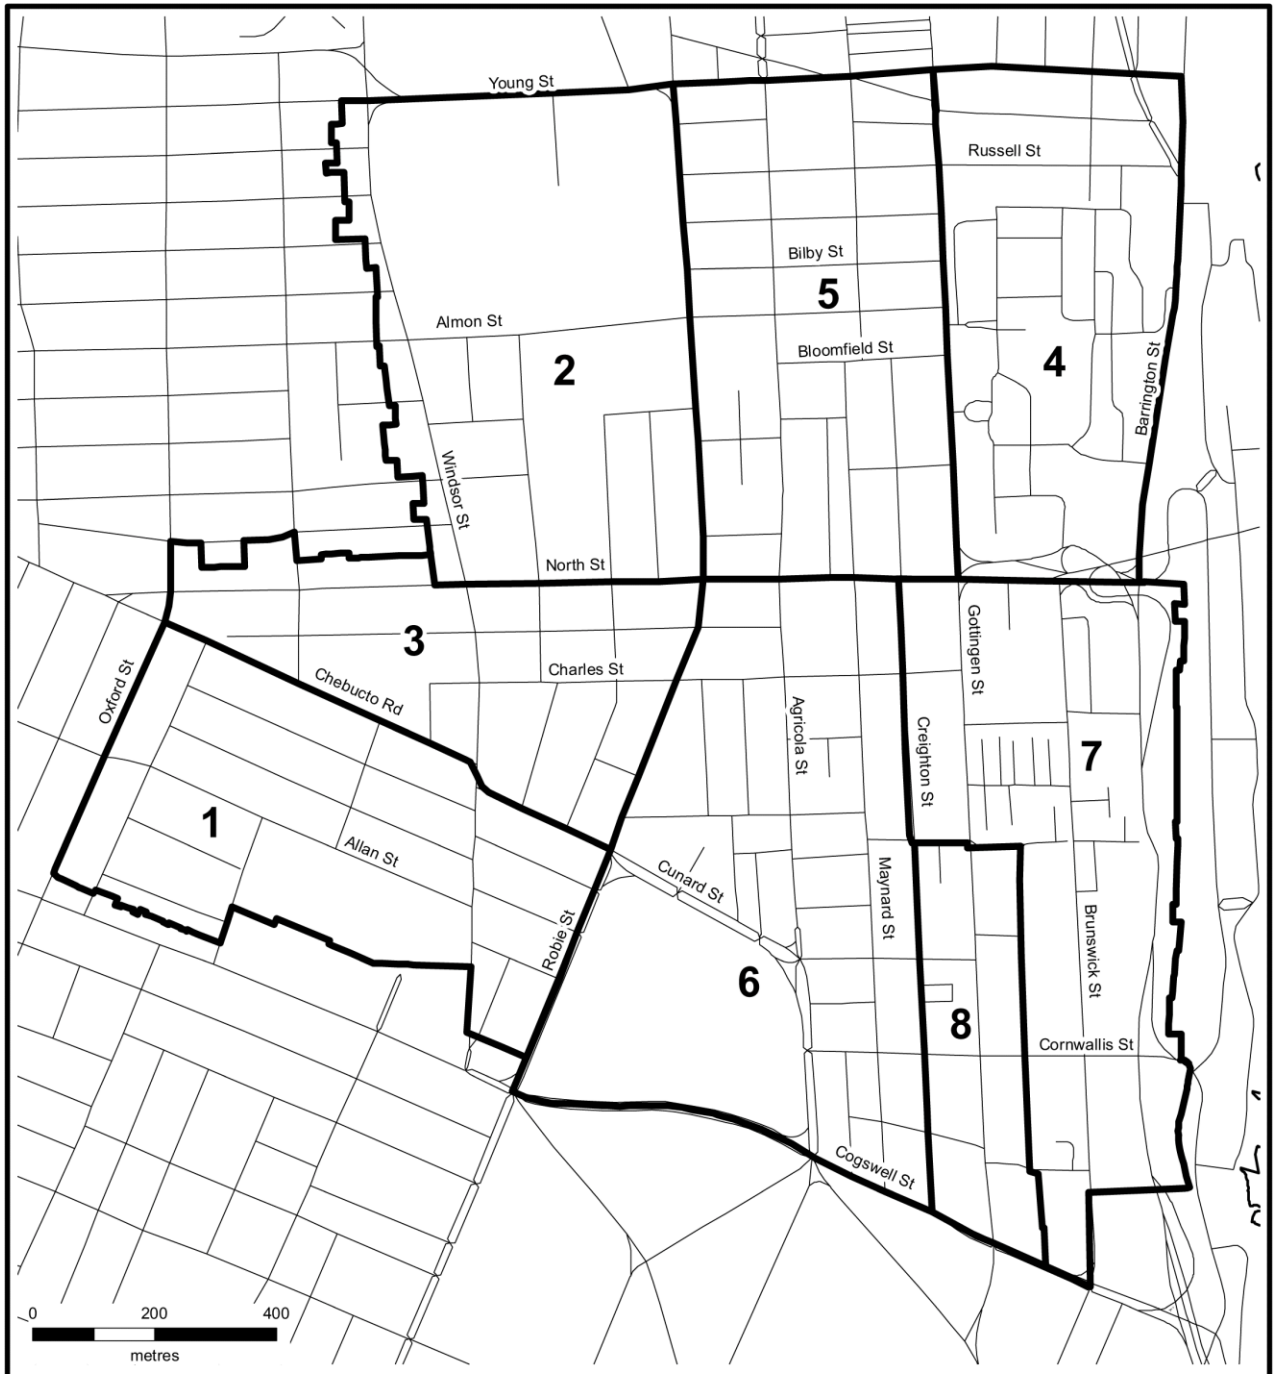 Young St
Russell St
Bilby St
5
Almon St
Bloomfield St
2
4
Barrington St
Windsor St
North St
3
Gottingen St
Charles St
Oxford St
Chebucto Rd
Agricola St
Creighton St
7
1
Allan St
Cunard St
Maynard St
Robie St
Brunswick St
6
8
Cornwallis St
Cogswell St
0 200 400
metres